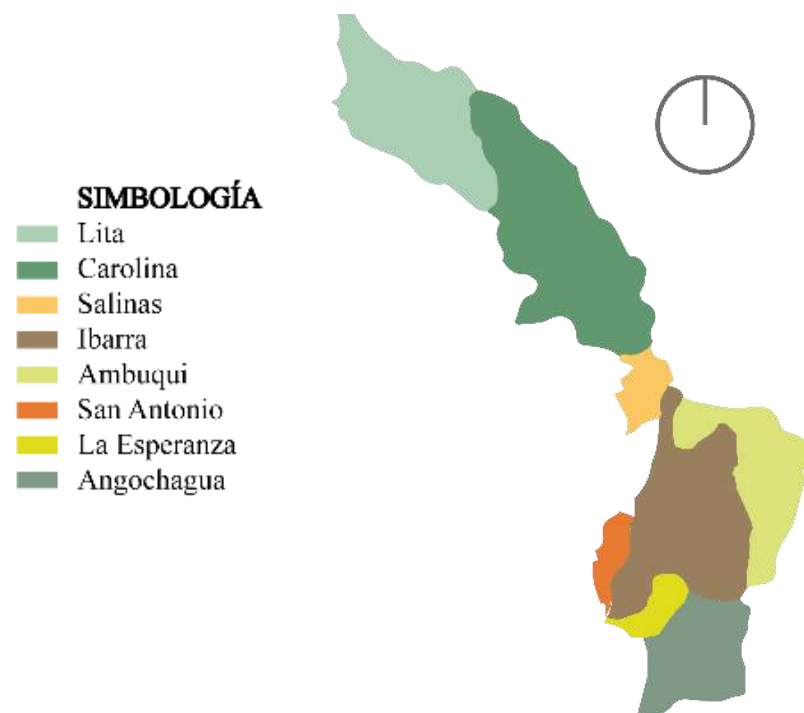 SIMBOLOGÍA
Lita
Carolina
Salinas
Ibarra
Ambuqui
San Antonio
La Esperanza
Angochagua